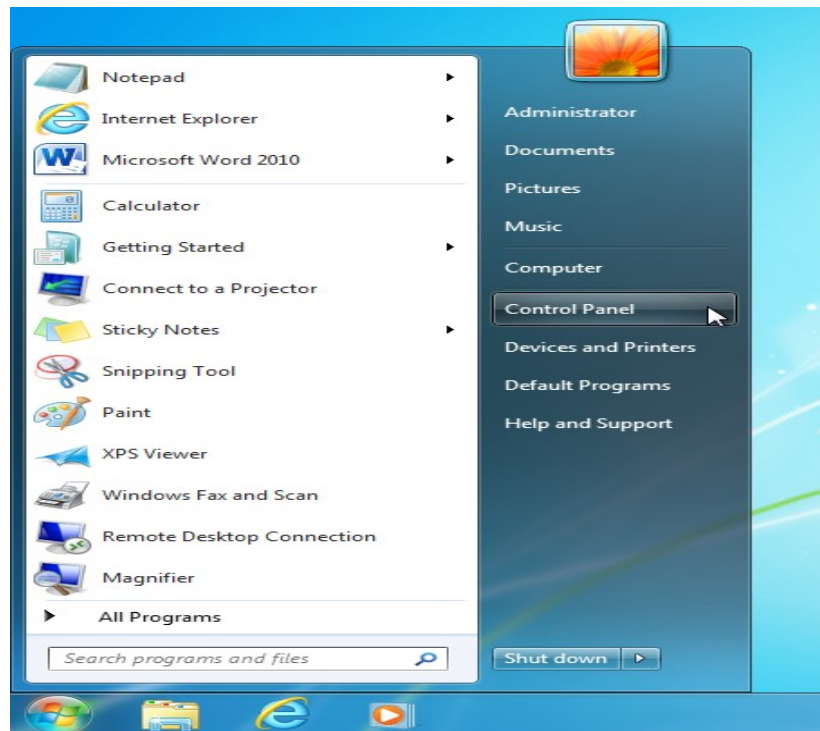 Notepad
Internet Explorer
Microsoft Word 2010
Calculator
Getting Started
Connect to a Projector
Sticky Notes
Snipping Tool
Paint
XPS Viewer
Windows Fax and Scan
Remote Desktop Connection
Magnifier
All Programs
Search programs and files
Administrator
Documents
Pictures
Music
Computer
Control Panel
Devices and Printers
Default Programs
Help and Support
Shut down